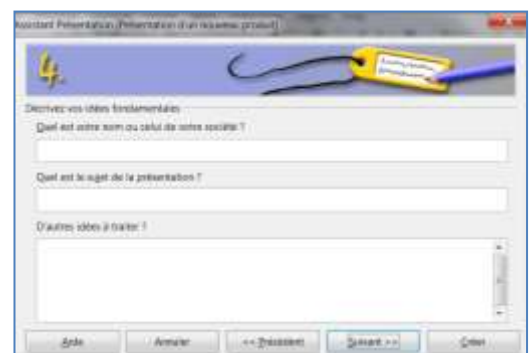 Assistant Présentation (Présentation d'un nouveau produit)
4.
Décrivez vos idées fondamentales
Quel est votre nom ou celui de votre société ?
Quel est le sujet de la présentation ?
D'autres idées à traiter ?
Aide
Annuler
<< Précédent
Suivant >>
Créer